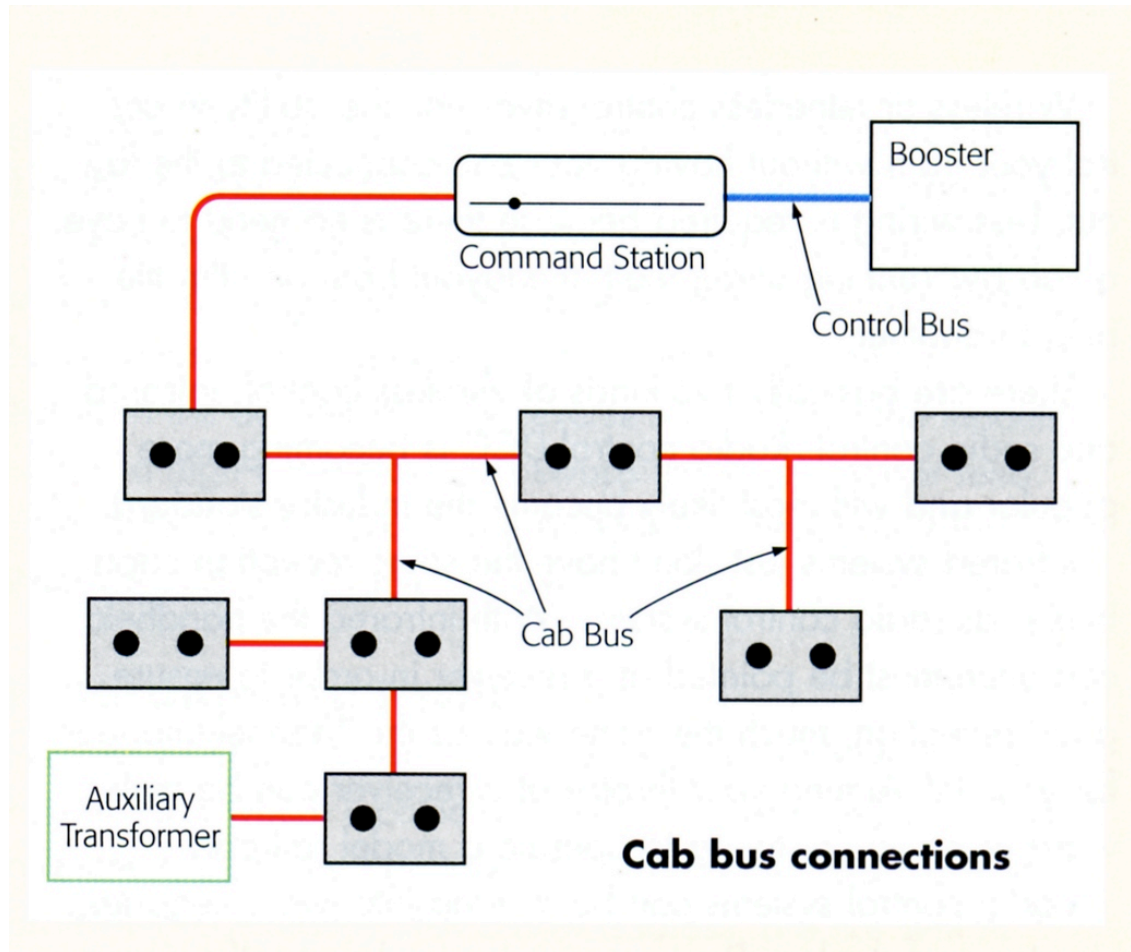 Booster
Command Station
Control Bus
Cab Bus
Auxiliary
Transformer
Cab bus connections